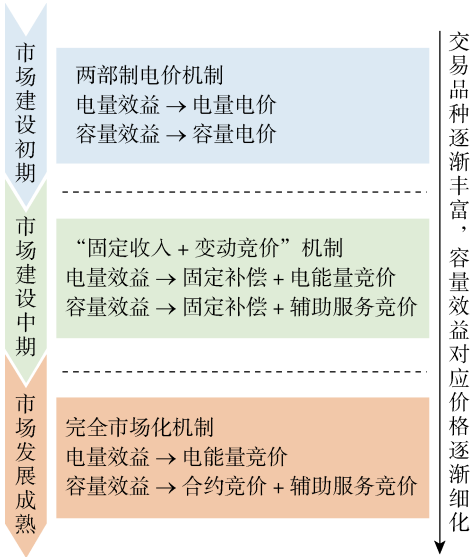 市场建设初期
两部制电价机制
电量效益 → 电量电价
容量效益 → 容量电价
市场建设中期
“固定收入 + 变动竞价”机制
电量效益 → 固定补偿 + 电能量竞价
容量效益 → 固定补偿 + 辅助服务竞价
市场发展成熟
完全市场化机制
电量效益 → 电能量竞价
容量效益 → 合约竞价 + 辅助服务竞价
交易品种逐渐丰富，容量效益对应价格逐渐细化